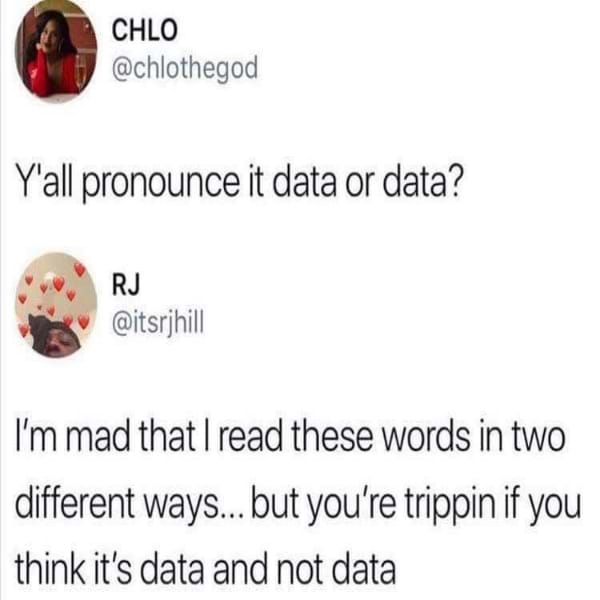 CHLO
@chlothegod
Y'all pronounce it data or data?
RJ
@itsrjhill
I'm mad that I read these words in two
different ways... but you're trippin if you
think it's data and not data